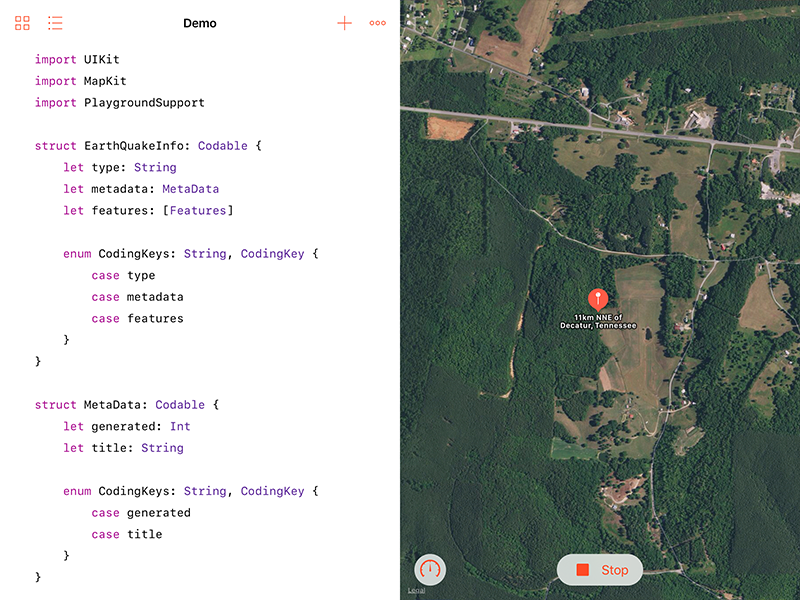 Demo
import UIKit
import MapKit
import PlaygroundSupport
struct EarthQuakeInfo: Codable {
let type: String
let metadata: MetaData
let features: [Features]
enum CodingKeys: String, CodingKey {
case type
case metadata
case features
}
}
struct MetaData: Codable {
let generated: Int
let title: String
enum CodingKeys: String, CodingKey {
case generated
case title
}
}
11km NNE of
Decatur, Tennessee
Stop
Legal